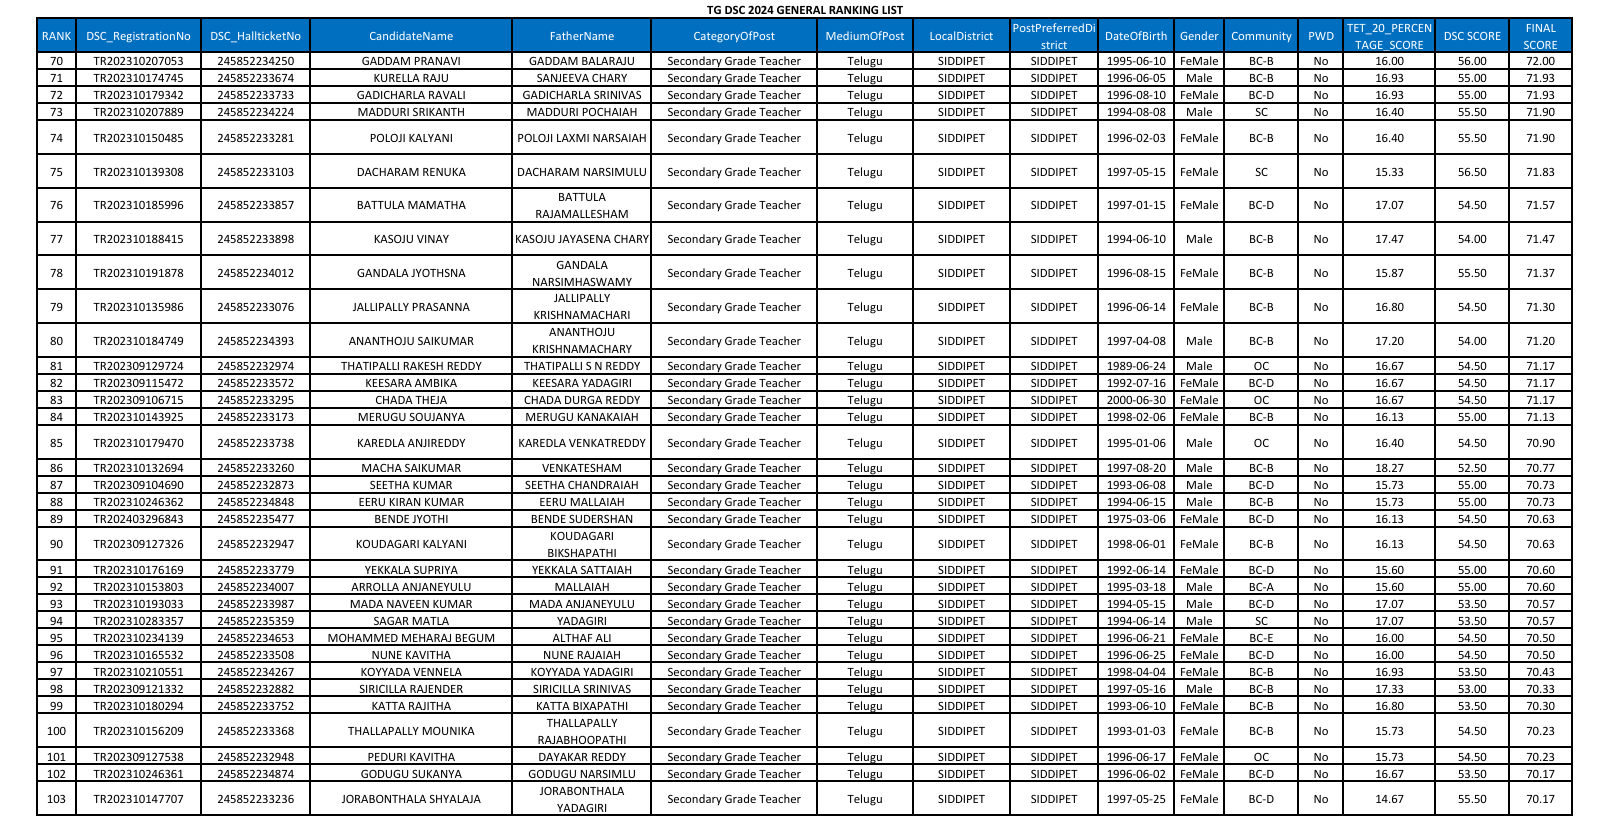 TG DSC 2024 GENERAL RANKING LIST
RANK DSC_RegistrationNo DSC_HallticketNo CandidateName FatherName CategoryOfPost MediumOfPost LocalDistrict PostPreferredDi strict DateOfBirth Gender Community PWD TET_20_PERCEN TAGE_SCORE DSC SCORE FINAL SCORE
70 TR202310207053 245852234250 GADDAM PRANAVI GADDAM BALARAJU Secondary Grade Teacher Telugu SIDDIPET SIDDIPET 1995-06-10 FeMale BC-B No 16.00 56.00 72.00
71 TR202310174745 245852233674 KURELLA RAJU SANJEEVA CHARY Secondary Grade Teacher Telugu SIDDIPET SIDDIPET 1996-06-05 Male BC-B No 16.93 55.00 71.93
72 TR202310179342 245852233733 GADICHARLA RAVALI GADICHARLA SRINIVAS Secondary Grade Teacher Telugu SIDDIPET SIDDIPET 1996-08-10 FeMale BC-D No 16.93 55.00 71.93
73 TR202310207889 245852234224 MADDURI SRIKANTH MADDURI POCHAIAH Secondary Grade Teacher Telugu SIDDIPET SIDDIPET 1994-08-08 Male SC No 16.40 55.50 71.90
74 TR202310150485 245852233281 POLOJI KALYANI POLOJI LAXMI NARSAIAH Secondary Grade Teacher Telugu SIDDIPET SIDDIPET 1996-02-03 FeMale BC-B No 16.40 55.50 71.90
75 TR202310139308 245852233103 DACHARAM RENUKA DACHARAM NARSIMULU Secondary Grade Teacher Telugu SIDDIPET SIDDIPET 1997-05-15 FeMale SC No 15.33 56.50 71.83
76 TR202310185996 245852233857 BATTULA MAMATHA BATTULA RAJAMALLESHAM Secondary Grade Teacher Telugu SIDDIPET SIDDIPET 1997-01-15 FeMale BC-D No 17.07 54.50 71.57
77 TR202310188415 245852233898 KASOJU VINAY KASOJU JAYASENA CHARY Secondary Grade Teacher Telugu SIDDIPET SIDDIPET 1994-06-10 Male BC-B No 17.47 54.00 71.47
78 TR202310191878 245852234012 GANDALA JYOTHSNA GANDALA NARSIMHASWAMY Secondary Grade Teacher Telugu SIDDIPET SIDDIPET 1996-08-15 FeMale BC-B No 15.87 55.50 71.37
79 TR202310135986 245852233076 JALLIPALLY PRASANNA JALLIPALLY KRISHNAMACHARI Secondary Grade Teacher Telugu SIDDIPET SIDDIPET 1996-06-14 FeMale BC-B No 16.80 54.50 71.30
80 TR202310184749 245852234393 ANANTHOJU SAIKUMAR ANANTHOJU KRISHNAMACHARY Secondary Grade Teacher Telugu SIDDIPET SIDDIPET 1997-04-08 Male BC-B No 17.20 54.00 71.20
81 TR202309129724 245852232974 THATIPALLI RAKESH REDDY THATIPALLI S N REDDY Secondary Grade Teacher Telugu SIDDIPET SIDDIPET 1989-06-24 Male OC No 16.67 54.50 71.17
82 TR202309115472 245852233572 KEESARA AMBIKA KEESARA YADAGIRI Secondary Grade Teacher Telugu SIDDIPET SIDDIPET 1992-07-16 FeMale BC-D No 16.67 54.50 71.17
83 TR202309106715 245852233295 CHADA THEJA CHADA DURGA REDDY Secondary Grade Teacher Telugu SIDDIPET SIDDIPET 2000-06-30 FeMale OC No 16.67 54.50 71.17
84 TR202310143925 245852233173 MERUGU SOUJANYA MERUGU KANAKAIAH Secondary Grade Teacher Telugu SIDDIPET SIDDIPET 1998-02-06 FeMale BC-B No 16.13 55.00 71.13
85 TR202310179470 245852233738 KAREDLA ANJIREDDY KAREDLA VENKATREDDY Secondary Grade Teacher Telugu SIDDIPET SIDDIPET 1995-01-06 Male OC No 16.40 54.50 70.90
86 TR202310132694 245852233260 MACHA SAIKUMAR VENKATESHAM Secondary Grade Teacher Telugu SIDDIPET SIDDIPET 1997-08-20 Male BC-B No 18.27 52.50 70.77
87 TR202309104690 245852232873 SEETHA KUMAR SEETHA CHANDRAIAH Secondary Grade Teacher Telugu SIDDIPET SIDDIPET 1993-06-08 Male BC-D No 15.73 55.00 70.73
88 TR202310246362 245852234848 EERU KIRAN KUMAR EERU MALLAIAH Secondary Grade Teacher Telugu SIDDIPET SIDDIPET 1994-06-15 Male BC-B No 15.73 55.00 70.73
89 TR202403296843 245852235477 BENDE JYOTHI BENDE SUDERSHAN Secondary Grade Teacher Telugu SIDDIPET SIDDIPET 1975-03-06 FeMale BC-D No 16.13 54.50 70.63
90 TR202309127326 245852232947 KOUDAGARI KALYANI KOUDAGARI BIKSHAPATHI Secondary Grade Teacher Telugu SIDDIPET SIDDIPET 1998-06-01 FeMale BC-B No 16.13 54.50 70.63
91 TR202310176169 245852233779 YEKKALA SUPRIYA YEKKALA SATTAIAH Secondary Grade Teacher Telugu SIDDIPET SIDDIPET 1992-06-14 FeMale BC-D No 15.60 55.00 70.60
92 TR202310153803 245852234007 ARROLLA ANJANEYULU MALLAIAH Secondary Grade Teacher Telugu SIDDIPET SIDDIPET 1995-03-18 Male BC-A No 15.60 55.00 70.60
93 TR202310193033 245852233987 MADA NAVEEN KUMAR MADA ANJANEYULU Secondary Grade Teacher Telugu SIDDIPET SIDDIPET 1994-05-15 Male BC-D No 17.07 53.50 70.57
94 TR202310283357 245852235359 SAGAR MATLA YADAGIRI Secondary Grade Teacher Telugu SIDDIPET SIDDIPET 1994-06-14 Male SC No 17.07 53.50 70.57
95 TR202310234139 245852234653 MOHAMMED MEHARAJ BEGUM ALTHAF ALI Secondary Grade Teacher Telugu SIDDIPET SIDDIPET 1996-06-21 FeMale BC-E No 16.00 54.50 70.50
96 TR202310165532 245852233508 NUNE KAVITHA NUNE RAJAIAH Secondary Grade Teacher Telugu SIDDIPET SIDDIPET 1996-06-25 FeMale BC-D No 16.00 54.50 70.50
97 TR202310210551 245852234267 KOYYADA VENNELA KOYYADA YADAGIRI Secondary Grade Teacher Telugu SIDDIPET SIDDIPET 1998-04-04 FeMale BC-B No 16.93 53.50 70.43
98 TR202309121332 245852232882 SIRICILLA RAJENDER SIRICILLA SRINIVAS Secondary Grade Teacher Telugu SIDDIPET SIDDIPET 1997-05-16 Male BC-B No 17.33 53.00 70.33
99 TR202310180294 245852233752 KATTA RAJITHA KATTA BIXAPATHI Secondary Grade Teacher Telugu SIDDIPET SIDDIPET 1993-06-10 FeMale BC-B No 16.80 53.50 70.30
100 TR202310156209 245852233368 THALLAPALLY MOUNIKA THALLAPALLY RAJABHOOPATHI Secondary Grade Teacher Telugu SIDDIPET SIDDIPET 1993-01-03 FeMale BC-B No 15.73 54.50 70.23
101 TR202309127538 245852232948 PEDURI KAVITHA DAYAKAR REDDY Secondary Grade Teacher Telugu SIDDIPET SIDDIPET 1996-06-17 FeMale OC No 15.73 54.50 70.23
102 TR202310246361 245852234874 GODUGU SUKANYA GODUGU NARSIMLU Secondary Grade Teacher Telugu SIDDIPET SIDDIPET 1996-06-02 FeMale BC-D No 16.67 53.50 70.17
103 TR202310147707 245852233236 JORABONTHALA SHYALAJA JORABONTHALA YADAGIRI Secondary Grade Teacher Telugu SIDDIPET SIDDIPET 1997-05-25 FeMale BC-D No 14.67 55.50 70.17